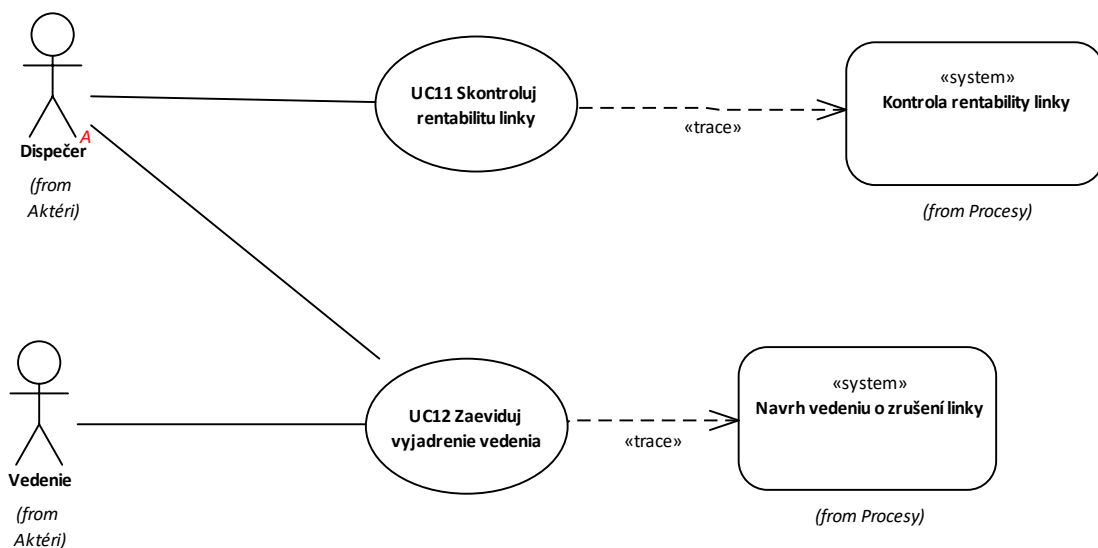 «system»
Kontrola rentability linky
UC11 Skontroluj
rentabilitu linky
«trace»
A
Dispečer
(from
Aktéri)
(from Procesy)
«system»
Navrh vedeniu o zrušení linky
UC12 Zaeviduj
vyjadrenie vedenia
«trace»
Vedenie
(from
Aktéri)
(from Procesy)